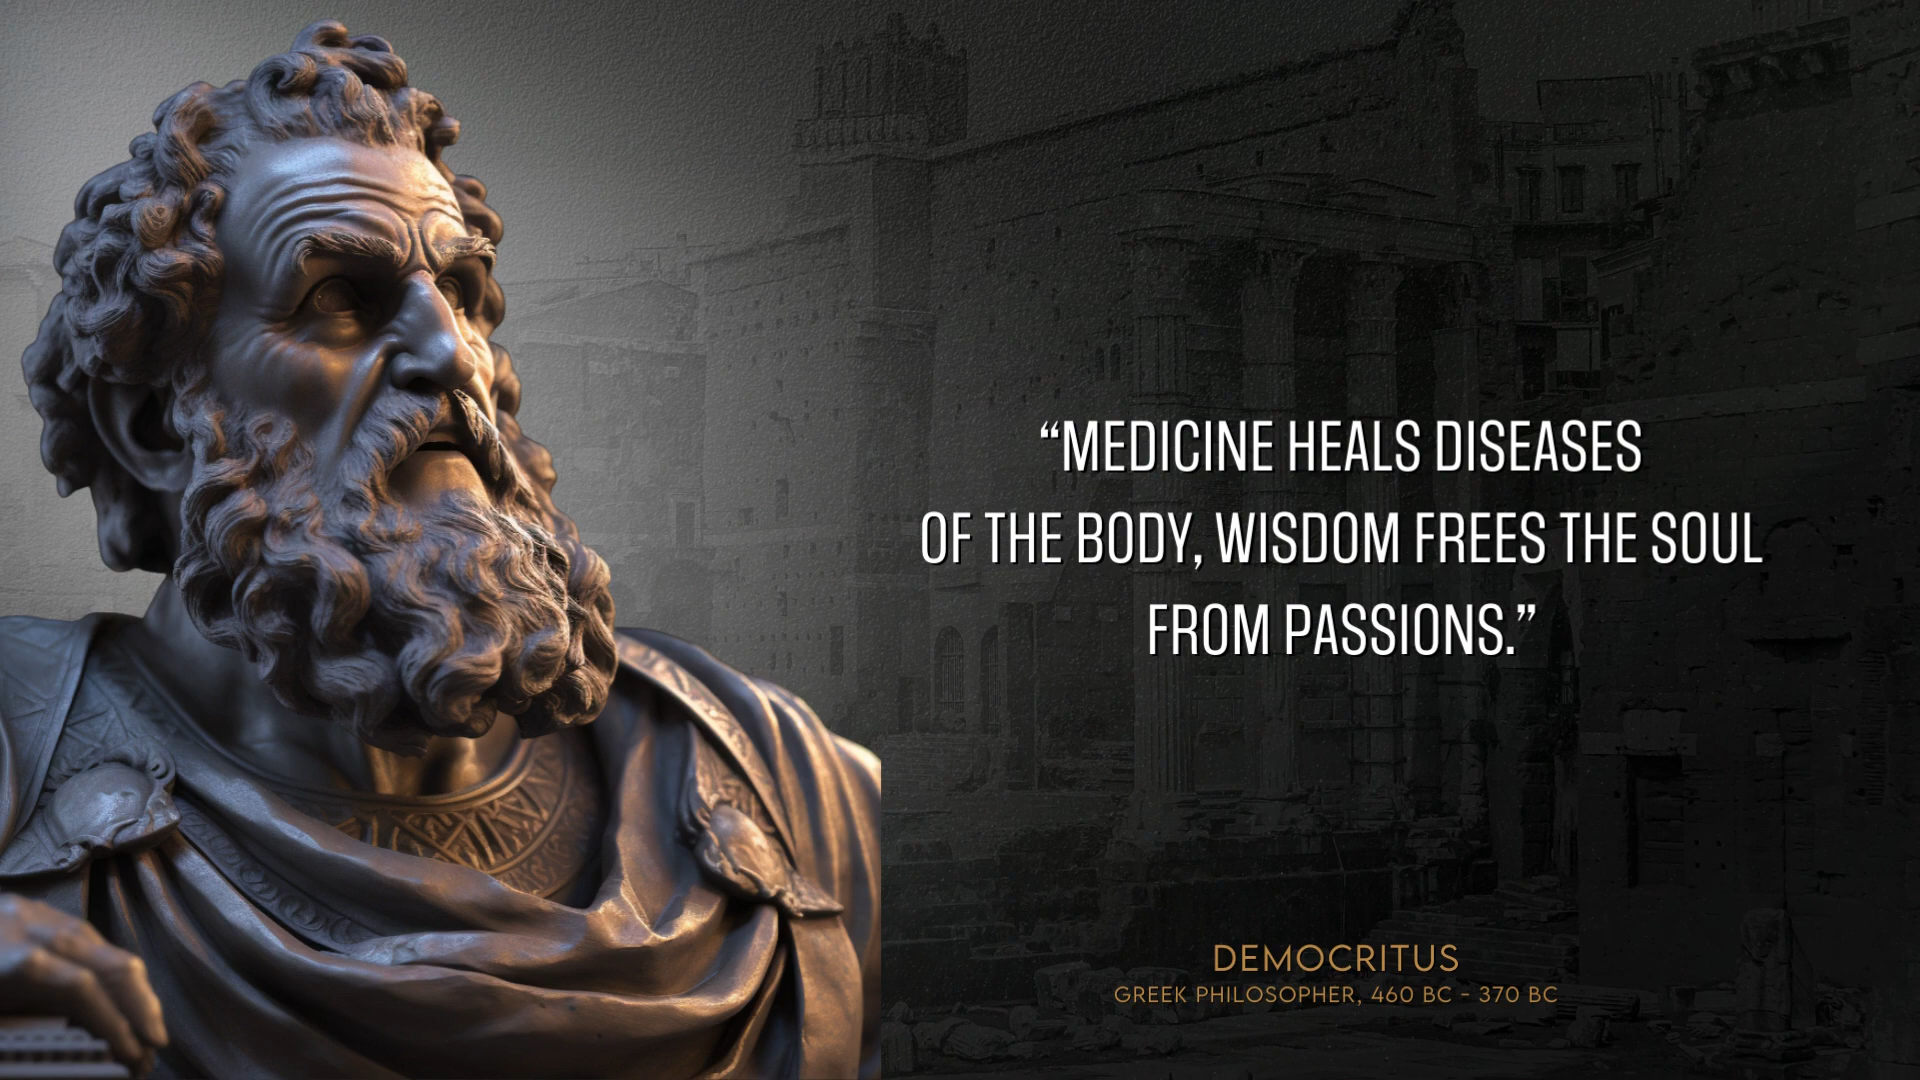 “MEDICINE HEALS DISEASES
OF THE BODY, WISDOM FREES THE SOUL
FROM PASSIONS.”
DEMOCRITUS
GREEK PHILOSOPHER, 460 BC - 370 BC